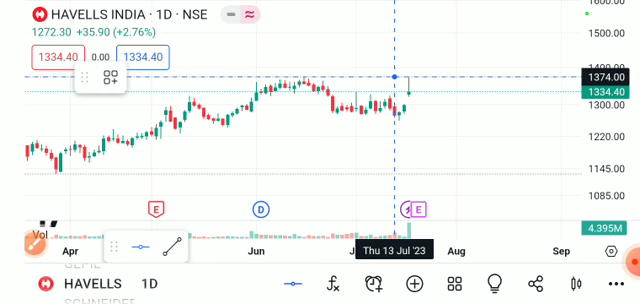 HAVELLS INDIA · 1D · NSE
1272.30 +35.90 (+2.76%)
1334.40 0.00 1334.40
1600.00
1500.00
1374.00
1334.40
1300.00
1220.00
1145.00
1085.00
E D E
Vol
4.395M
Apr Jun Thu 13 Jul '23 Aug Sep
HAVELLS 1D
SCHNEIDER